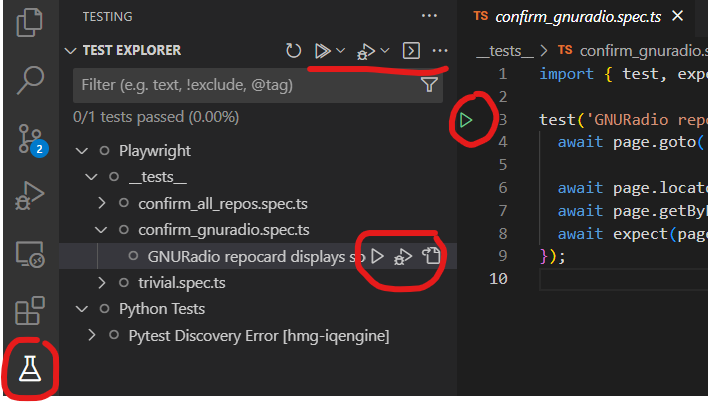 TESTING
TEST EXPLORER
Filter (e.g. text, !exclude, @tag)
0/1 tests passed (0.00%)
Playwright
__tests__
confirm_all_repos.spec.ts
confirm_gnuradio.spec.ts
GNURadio repocard displays so
trivial.spec.ts
Python Tests
Pytest Discovery Error [hmg-iqengine]
2
TS confirm_gnuradio.spec.ts
__tests__ > TS confirm_gnuradio.
1 import { test, expe
2
3 test('GNURadio repo
4 await page.goto(
5
6 await page.locato
7 await page.getBy
8 await expect(pag
9 });
10